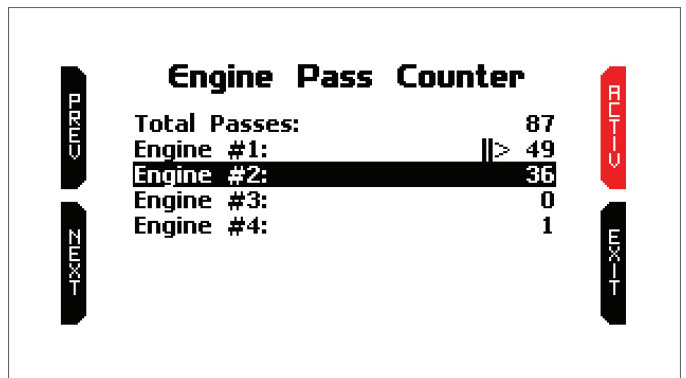 Engine Pass Counter
PREV
ACTIV
Total Passes: 87
Engine #1: ||> 49
Engine #2: 36
Engine #3: 0
Engine #4: 1
NEXT
EXIT